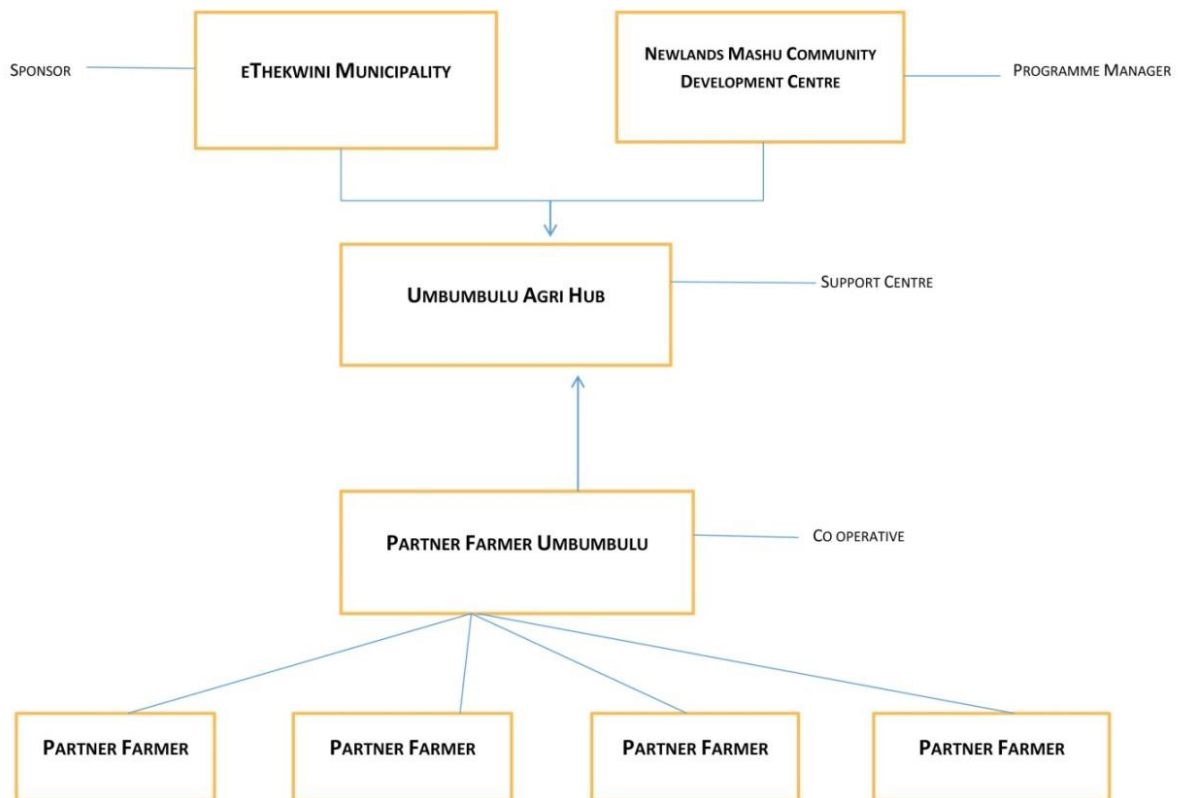 SPONSOR
ETHEKWINI MUNICIPALITY
NEWLANDS MASHU COMMUNITY
DEVELOPMENT CENTRE
PROGRAMME MANAGER
UMBUMBULU AGRI HUB
SUPPORT CENTRE
PARTNER FARMER UMBUMBULU
CO OPERATIVE
PARTNER FARMER
PARTNER FARMER
PARTNER FARMER
PARTNER FARMER